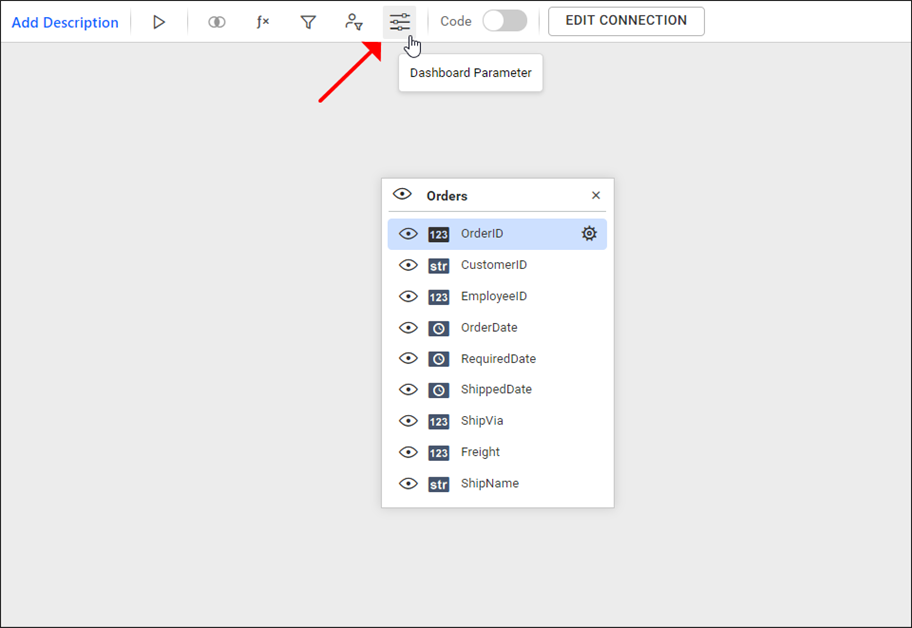 Add Description
fx
Code
EDIT CONNECTION
Dashboard Parameter
Orders
123 OrderID
str CustomerID
123 EmployeeID
OrderDate
RequiredDate
ShippedDate
123 ShipVia
123 Freight
str ShipName